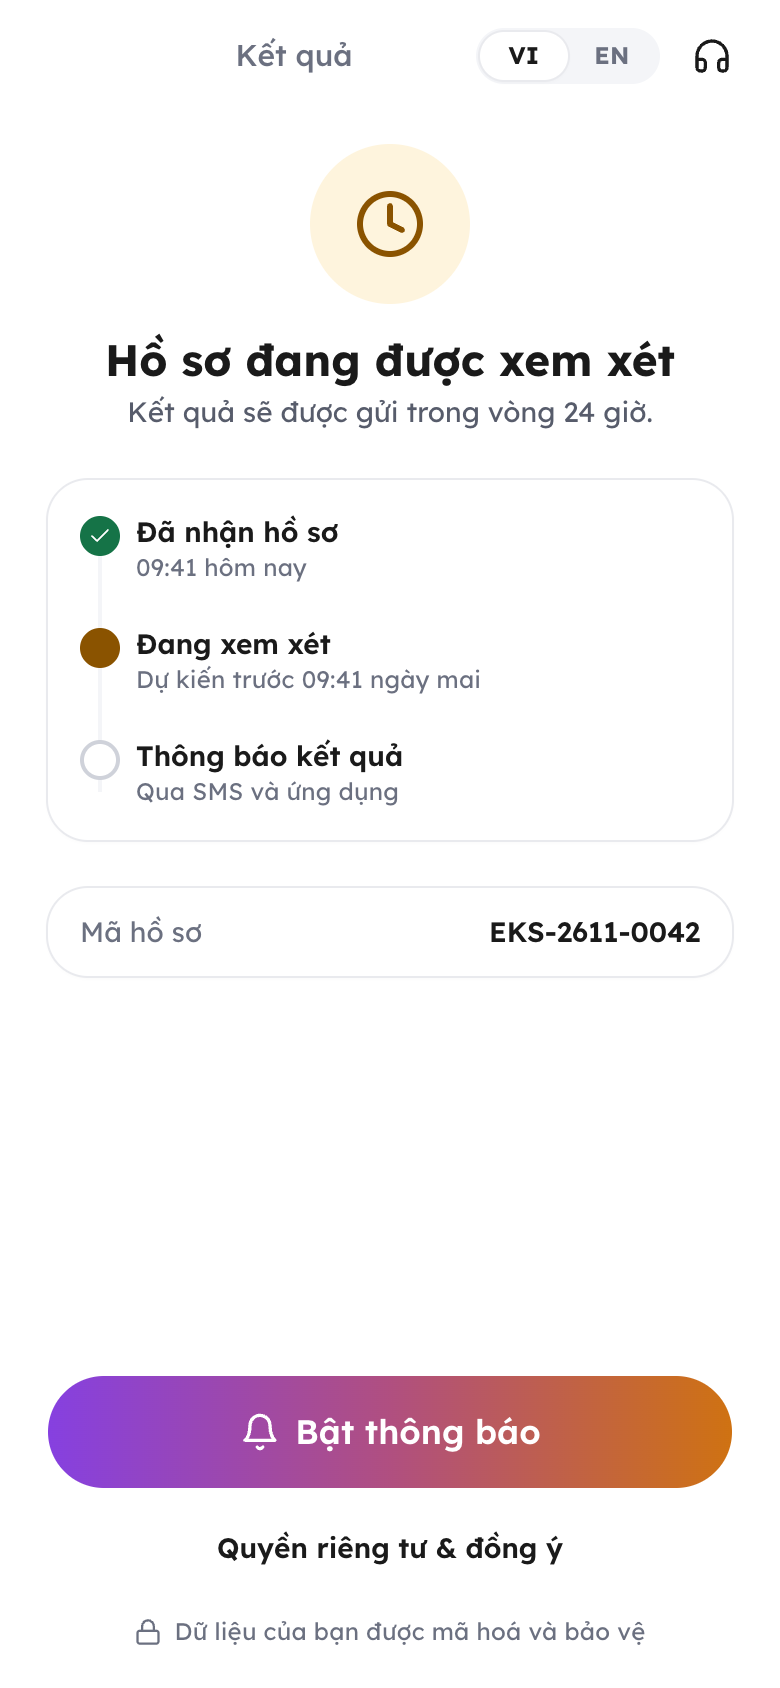 Kết quả
VI
EN
Hồ sơ đang được xem xét
Kết quả sẽ được gửi trong vòng 24 giờ.
Đã nhận hồ sơ
09:41 hôm nay
Đang xem xét
Dự kiến trước 09:41 ngày mai
Thông báo kết quả
Qua SMS và ứng dụng
Mã hồ sơ
EKS-2611-0042
Bật thông báo
Quyền riêng tư & đồng ý
Dữ liệu của bạn được mã hoá và bảo vệ